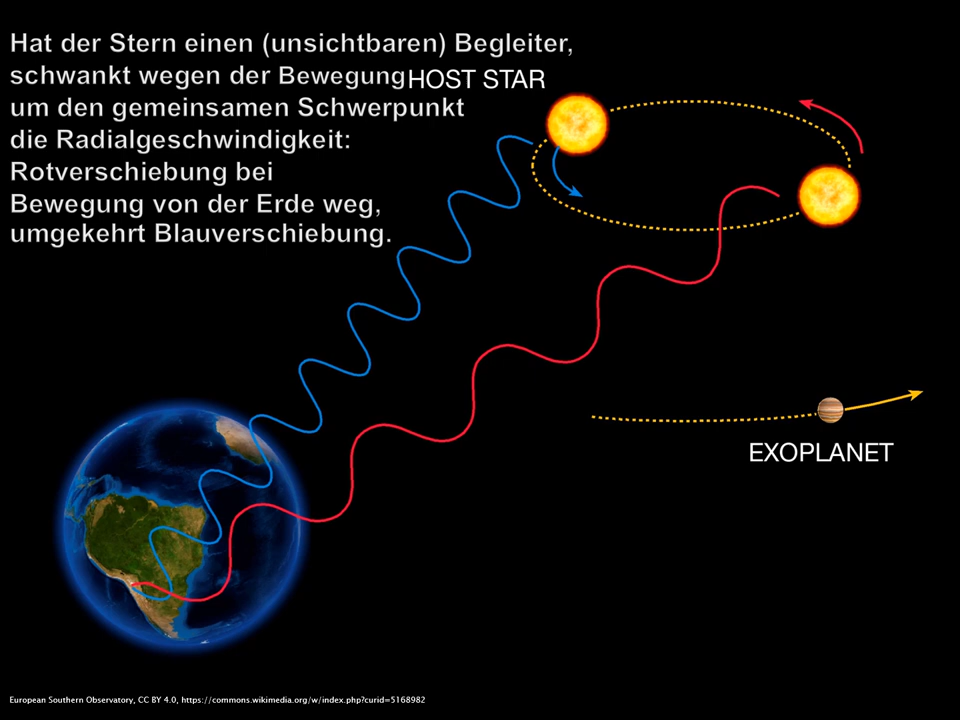 Hat der Stern einen (unsichtbaren) Begleiter,
schwankt wegen der Bewegung
um den gemeinsamen Schwerpunkt
die Radialgeschwindigkeit:
Rotverschiebung bei
Bewegung von der Erde weg,
umgekehrt Blauverschiebung.
HOST STAR
EXOPLANET
European Southern Observatory, CC BY 4.0, https://commons.wikimedia.org/w/index.php?curid=5168982